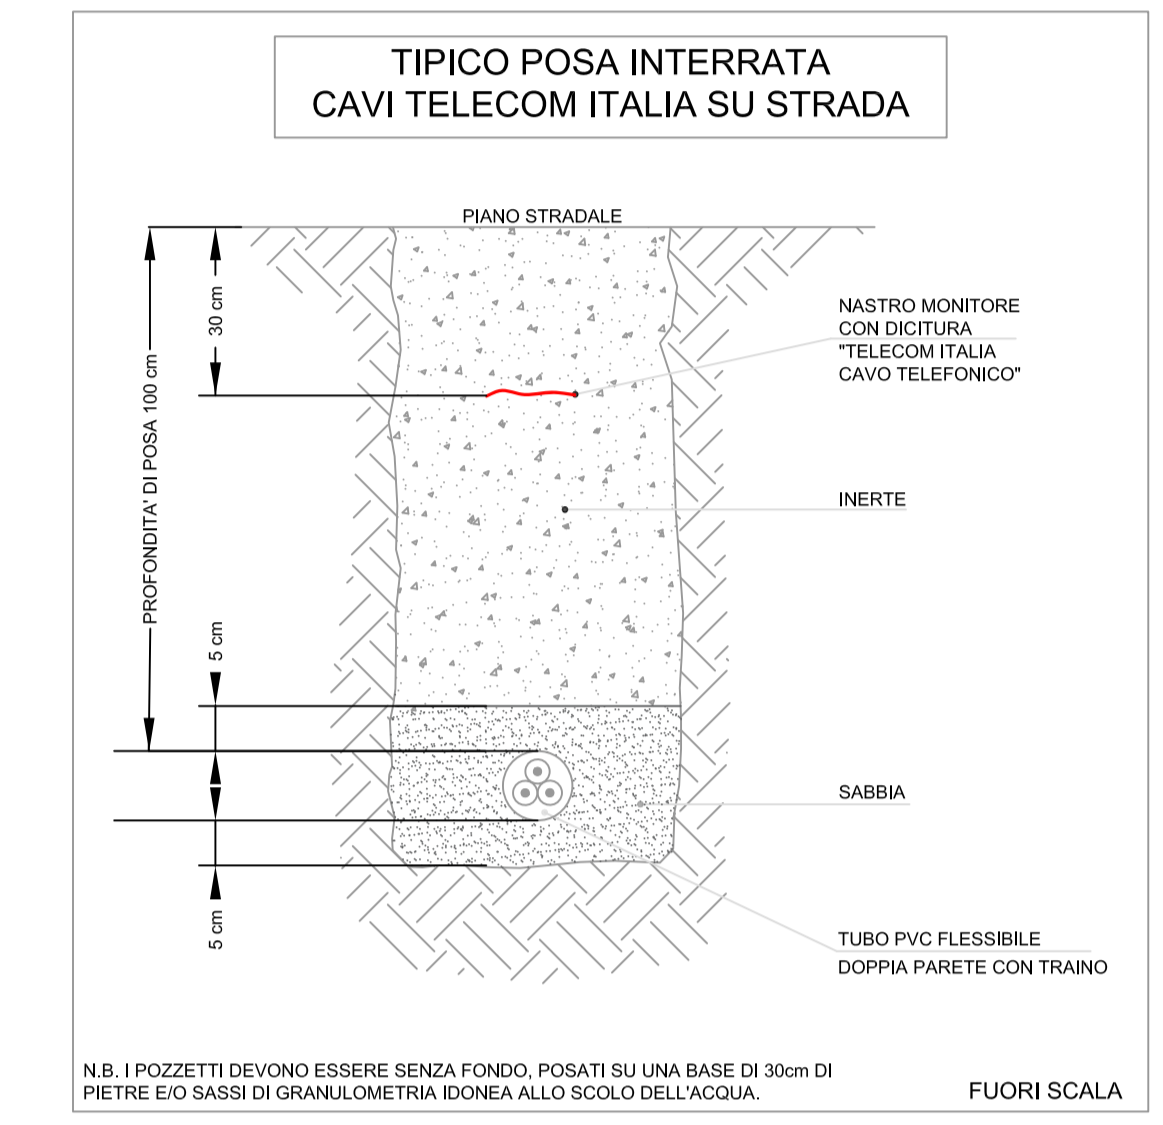 TIPICO POSA INTERRATA
CAVI TELECOM ITALIA SU STRADA
PIANO STRADALE
30 cm
PROFONDITA' DI POSA 100 cm
NASTRO MONITORE
CON DICITURA
"TELECOM ITALIA
CAVO TELEFONICO"
INERTE
5 cm
SABBIA
5 cm
TUBO PVC FLESSIBILE
DOPPIA PARETE CON TRAINO
N.B. I POZZETTI DEVONO ESSERE SENZA FONDO, POSATI SU UNA BASE DI 30cm DI
PIETRE E/O SASSI DI GRANULOMETRIA IDONEA ALLO SCOLO DELL'ACQUA.
FUORI SCALA